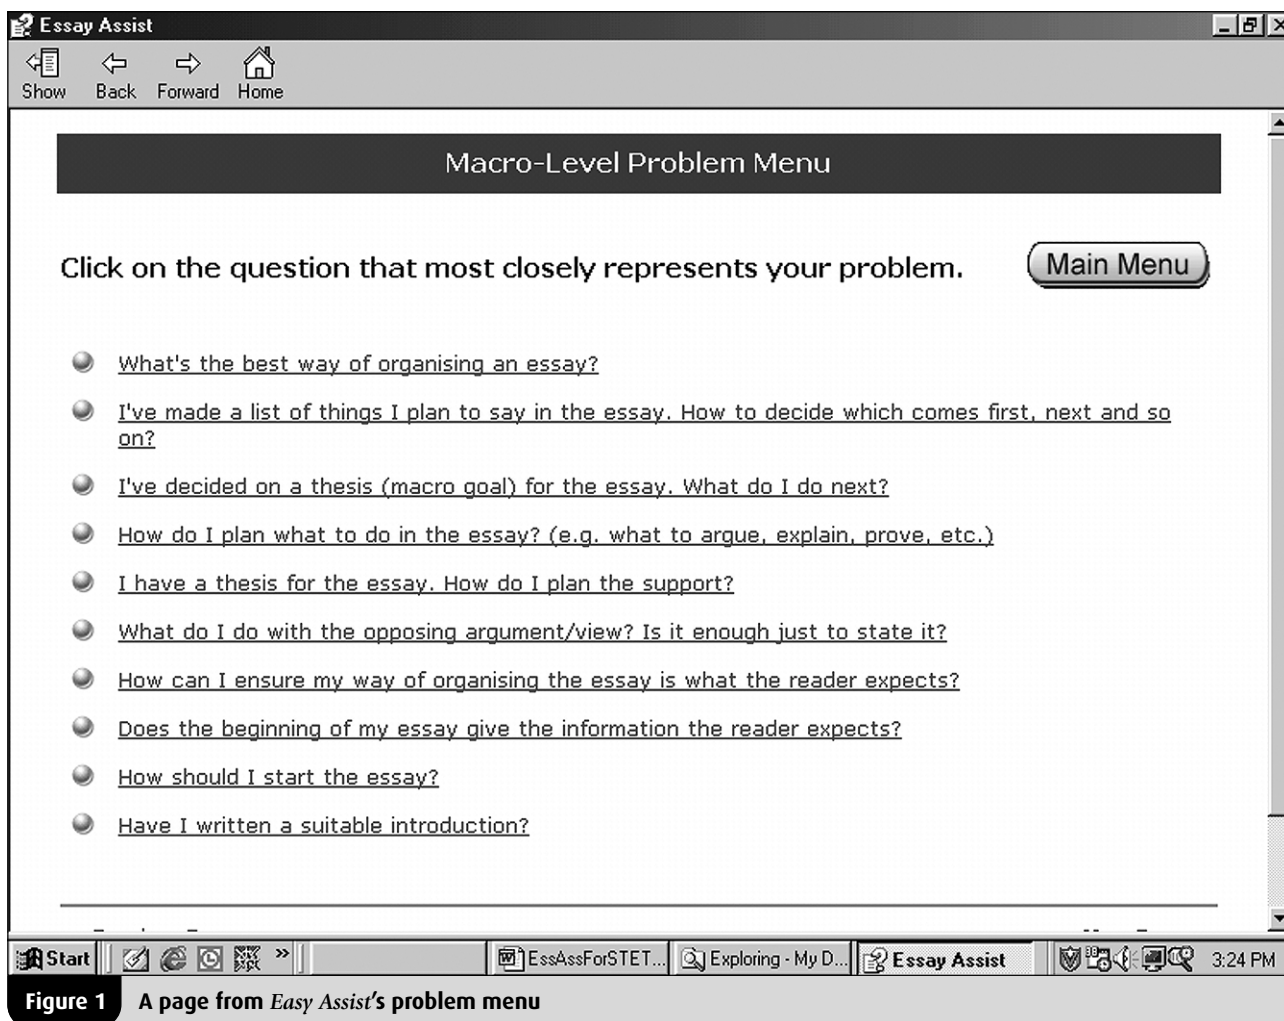 Essay Assist
Show Back Forward Home
Macro-Level Problem Menu
Click on the question that most closely represents your problem.
Main Menu
What's the best way of organising an essay?
I've made a list of things I plan to say in the essay. How to decide which comes first, next and so
on?
I've decided on a thesis (macro goal) for the essay. What do I do next?
How do I plan what to do in the essay? (e.g. what to argue, explain, prove, etc.)
I have a thesis for the essay. How do I plan the support?
What do I do with the opposing argument/view? Is it enough just to state it?
How can I ensure my way of organising the essay is what the reader expects?
Does the beginning of my essay give the information the reader expects?
How should I start the essay?
Have I written a suitable introduction?
Start » EssAssForSTET... Exploring - My D... Essay Assist 3:24 PM
Figure 1 A page from Easy Assist's problem menu